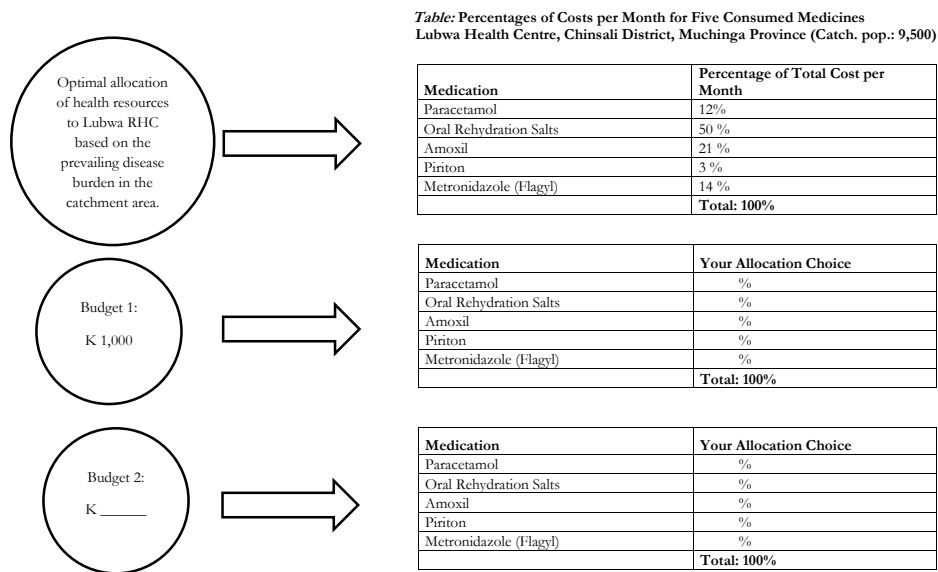 Table: Percentages of Costs per Month for Five Consumed Medicines
Lubwa Health Centre, Chinsali District, Muchinga Province (Catch. pop.: 9,500)
Optimal allocation
of health resources
to Lubwa RHC
based on the
prevailing disease
burden in the
catchment area.
Medication Percentage of Total Cost per Month
Paracetamol 12%
Oral Rehydration Salts 50 %
Amoxil 21 %
Piriton 3 %
Metronidazole (Flagyl) 14 %
Total: 100%
Budget 1:
K 1,000
Medication Your Allocation Choice
Paracetamol %
Oral Rehydration Salts %
Amoxil %
Piriton %
Metronidazole (Flagyl) %
Total: 100%
Budget 2:
K ______
Medication Your Allocation Choice
Paracetamol %
Oral Rehydration Salts %
Amoxil %
Piriton %
Metronidazole (Flagyl) %
Total: 100%